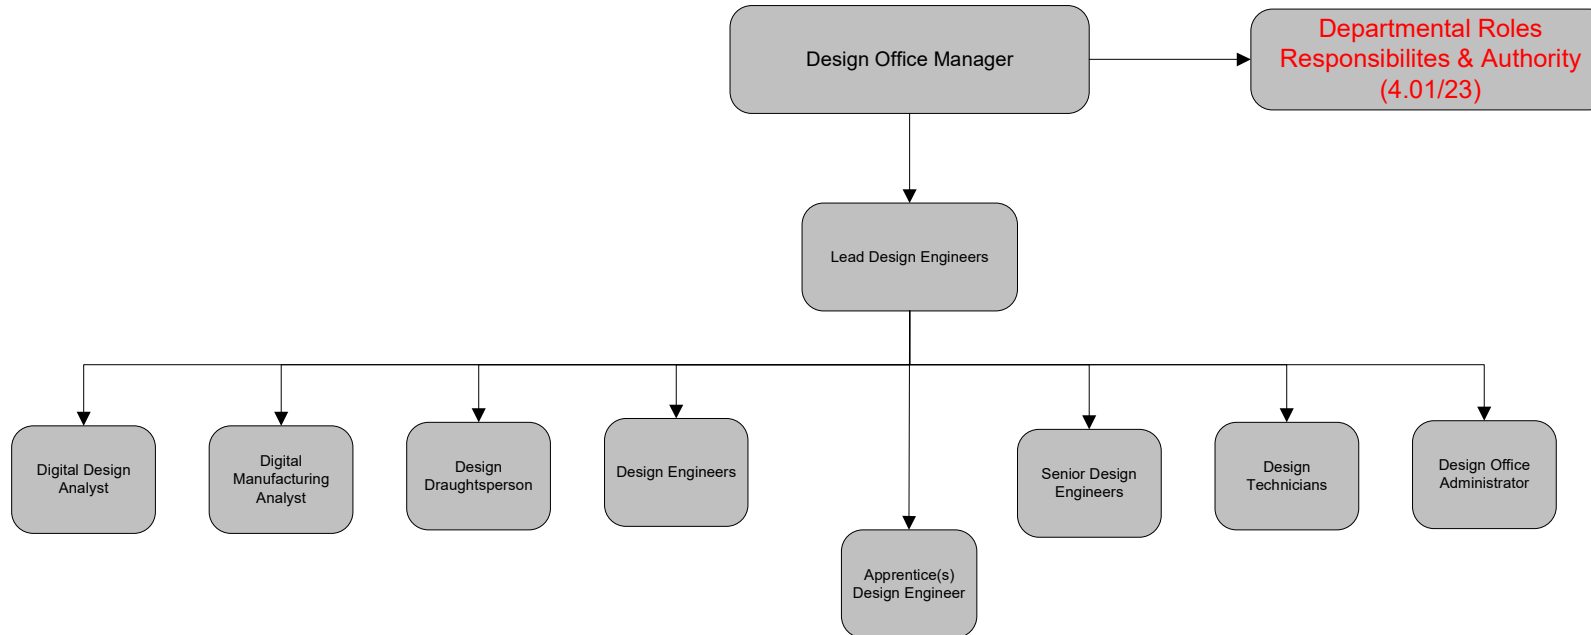 Design Office Manager
Departmental Roles
Responsibilites & Authority
(4.01/23)
Lead Design Engineers
Digital Design
Analyst
Digital
Manufacturing
Analyst
Design
Draughtsperson
Design Engineers
Senior Design
Engineers
Design
Technicians
Design Office
Administrator
Apprentice(s)
Design Engineer